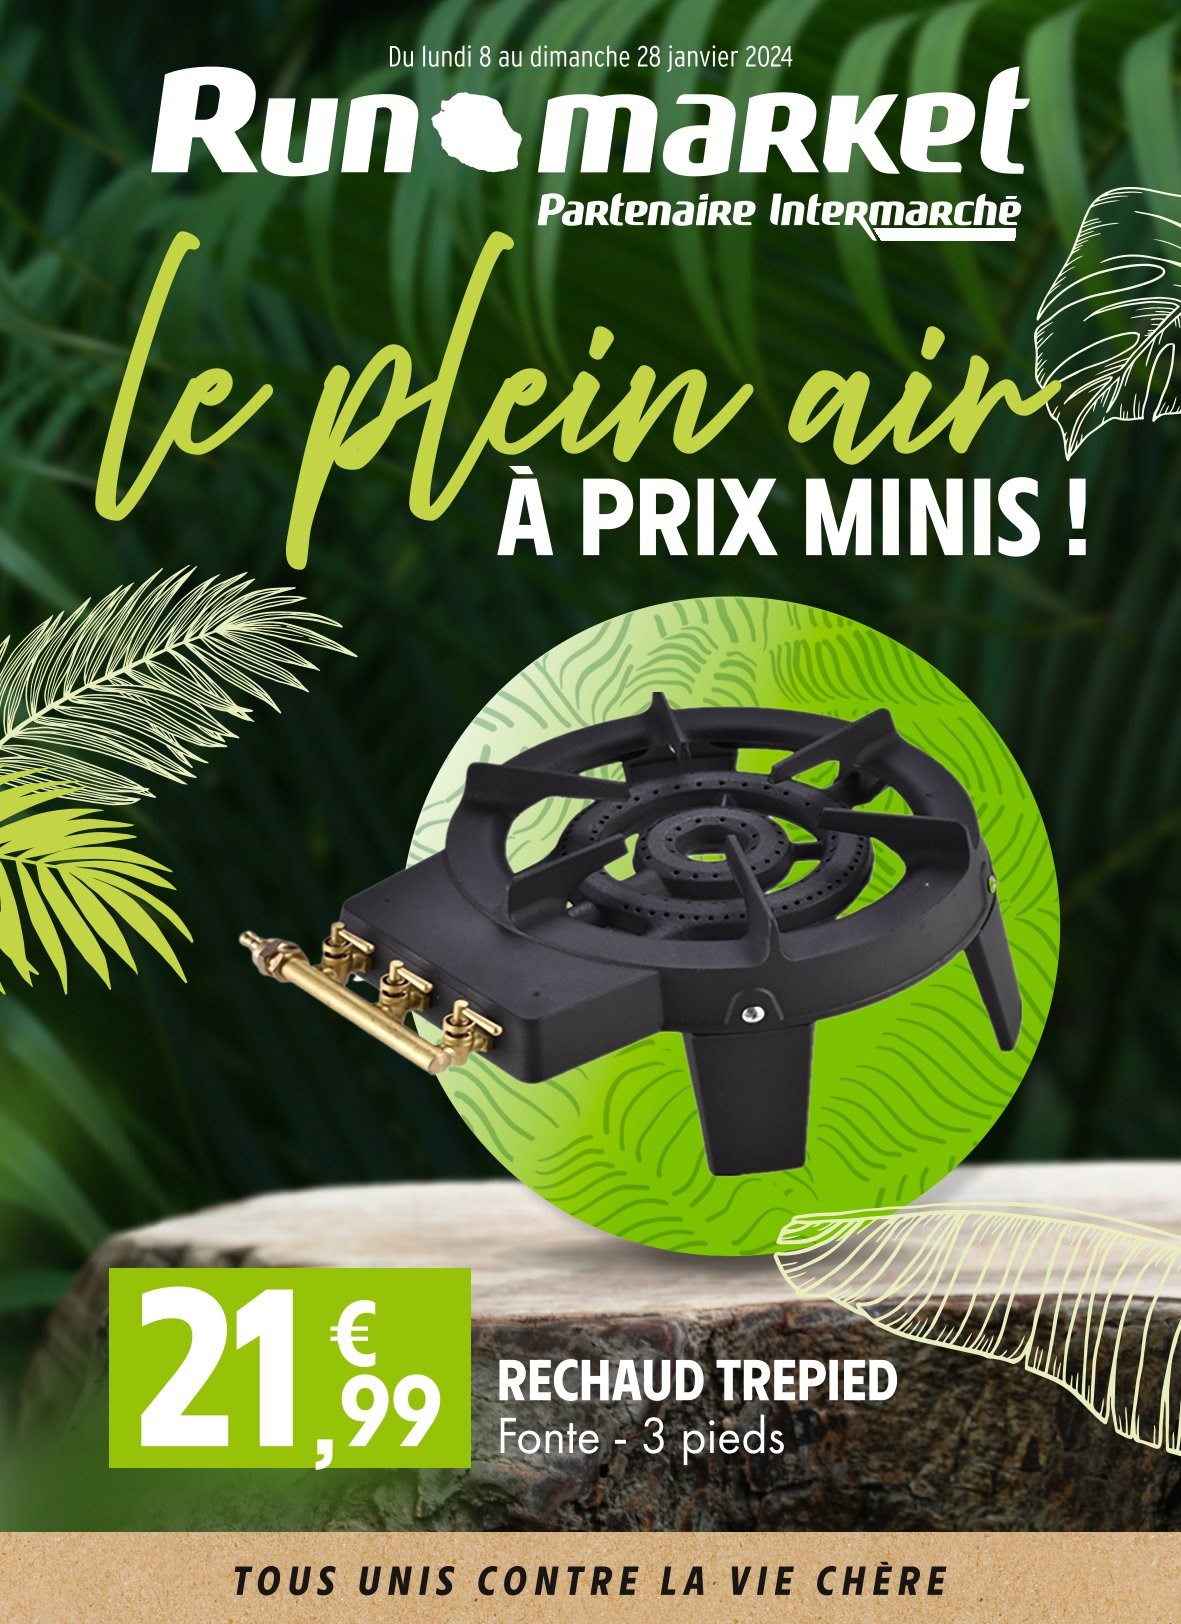 Du lundi 8 au dimanche 28 janvier 2024
Run market
Partenaire Intermarché
le plein air
À PRIX MINIS !
21€,99
RECHAUD TREPIED
Fonte - 3 pieds
TOUS UNIS CONTRE LA VIE CHÈRE